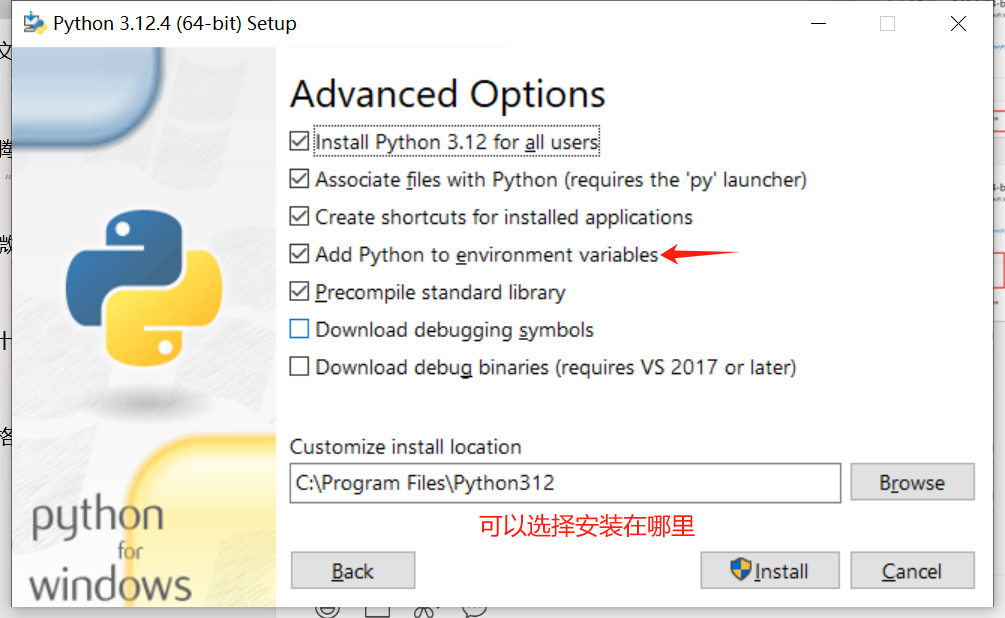 Python 3.12.4 (64-bit) Setup
Advanced Options
Install Python 3.12 for all users
Associate files with Python (requires the 'py' launcher)
Create shortcuts for installed applications
Add Python to environment variables
Precompile standard library
Download debugging symbols
Download debug binaries (requires VS 2017 or later)
Customize install location
C:\Program Files\Python312
Browse
可以选择安装在哪里
python
for
windows
Back
Install
Cancel